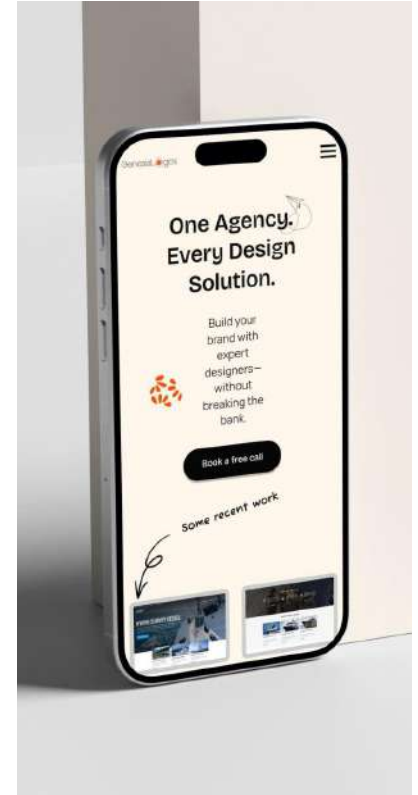 One Agency.
Every Design
Solution.
Build your
brand with
expert
designers—
without
breaking the
bank.
Book a free call
some recent work